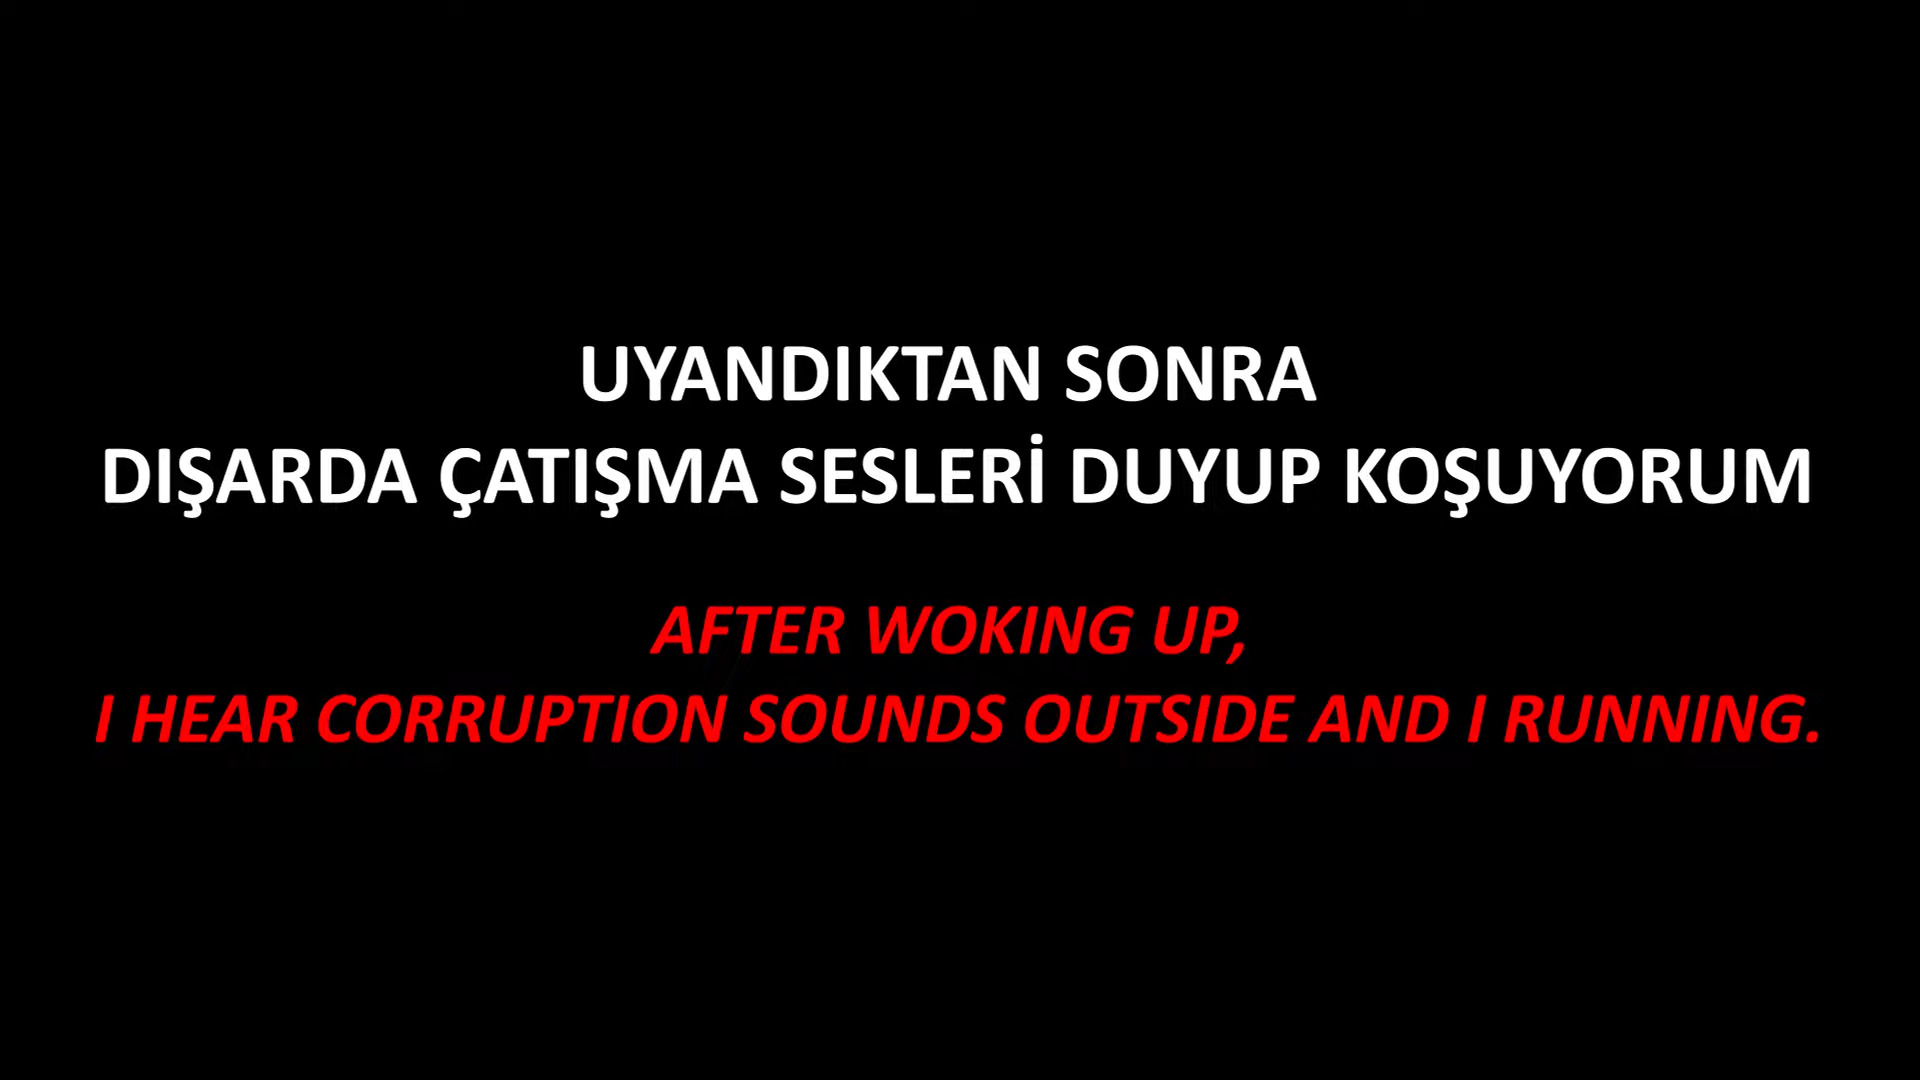 UYANDIKTAN SONRA
DIŞARDA ÇATIŞMA SESLERİ DUYUP KOŞUYORUM
AFTER WOKING UP,
I HEAR CORRUPTION SOUNDS OUTSIDE AND I RUNNING.